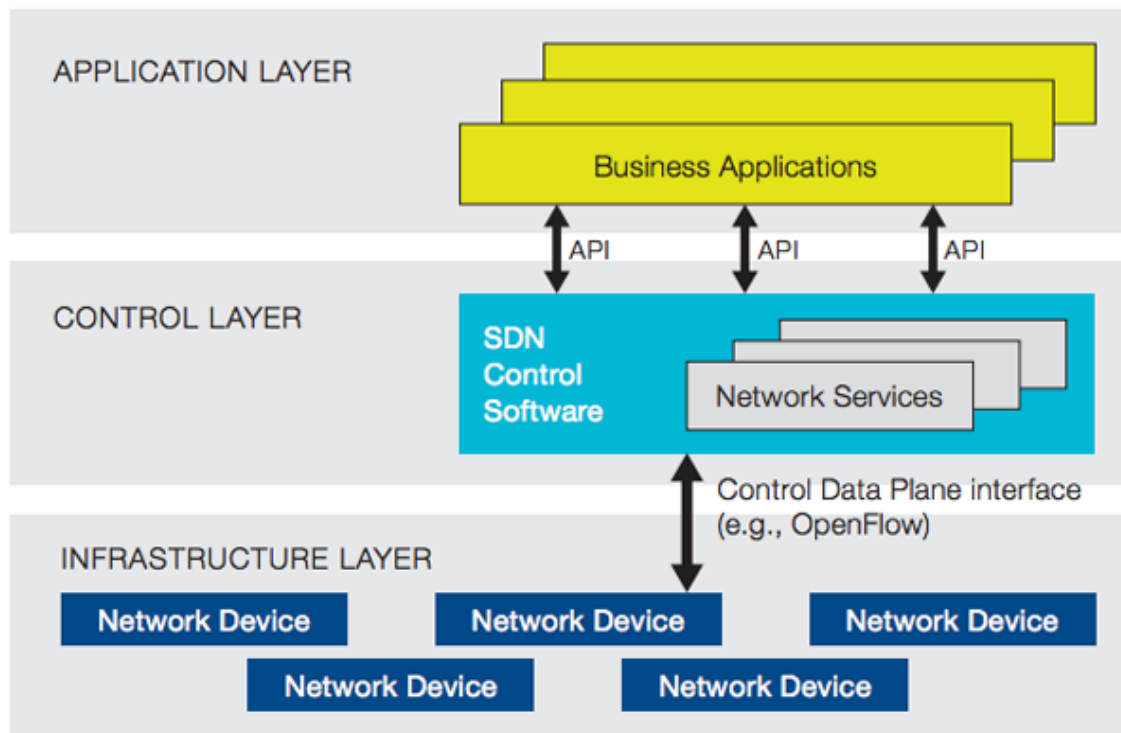 APPLICATION LAYER
Business Applications
API
API
API
CONTROL LAYER
SDN
Control
Software
Network Services
Control Data Plane interface
(e.g., OpenFlow)
INFRASTRUCTURE LAYER
Network Device
Network Device
Network Device
Network Device
Network Device